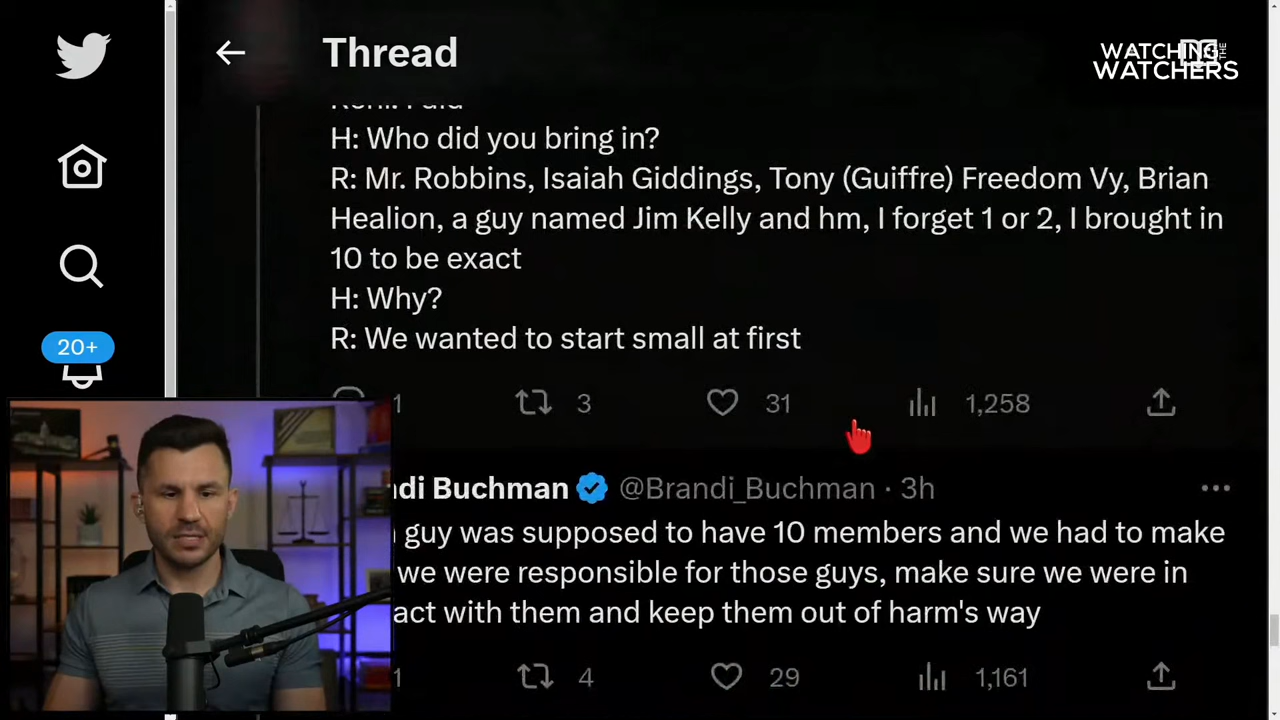 Thread
WATCHING THE
WATCHERS
H: Who did you bring in?
R: Mr. Robbins, Isaiah Giddings, Tony (Guiffre) Freedom Vy, Brian
Healion, a guy named Jim Kelly and hm, I forget 1 or 2, I brought in
10 to be exact
H: Why?
R: We wanted to start small at first
20+
1 3 31 1,258
di Buchman @Brandi_Buchman · 3h
guy was supposed to have 10 members and we had to make
we were responsible for those guys, make sure we were in
act with them and keep them out of harm's way
1 4 29 1,161